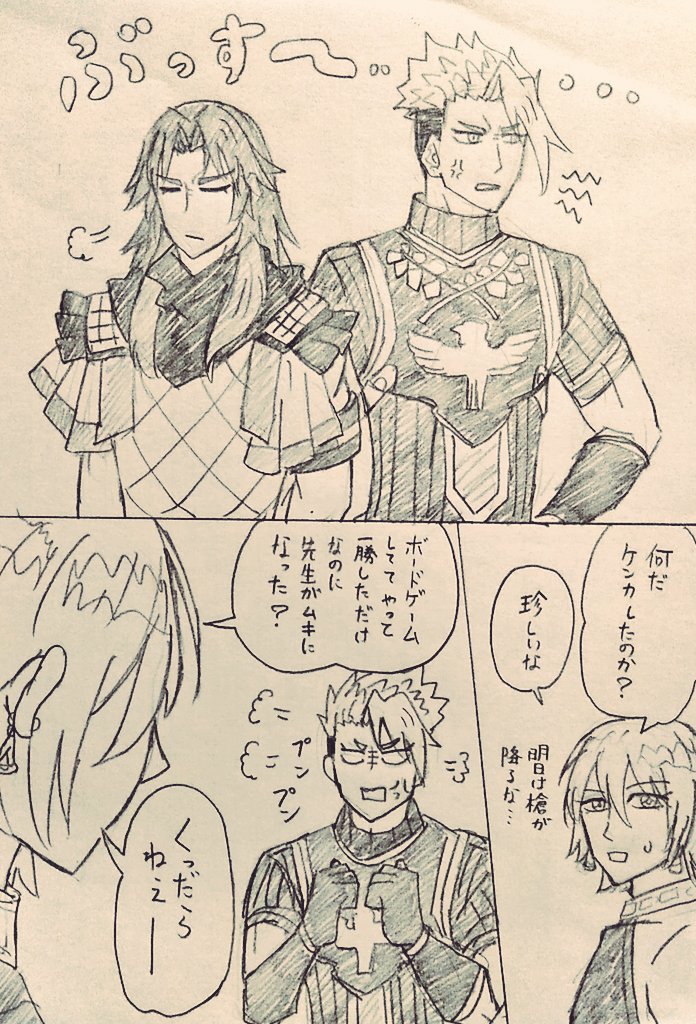 ぶっす〜‥…
何だ
ケンカしたのか?
珍しいな
明日は槍が
降るな…
ボードゲーム
しててやって
一勝しただけ
なのに
先生がムキに
なった?
プン
プン
くっだら
ねぇー